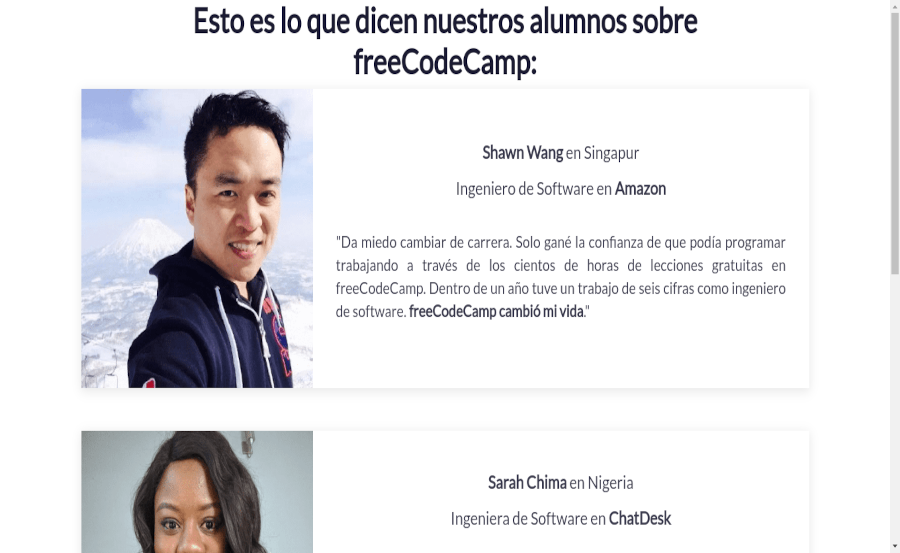 Esto es lo que dicen nuestros alumnos sobre
freeCodeCamp:
Shawn Wang en Singapur
Ingeniero de Software en Amazon
"Da miedo cambiar de carrera. Solo gané la confianza de que podía programar
trabajando a través de los cientos de horas de lecciones gratuitas en
freeCodeCamp. Dentro de un año tuve un trabajo de seis cifras como ingeniero
de software. freeCodeCamp cambió mi vida."
Sarah Chima en Nigeria
Ingeniera de Software en ChatDesk